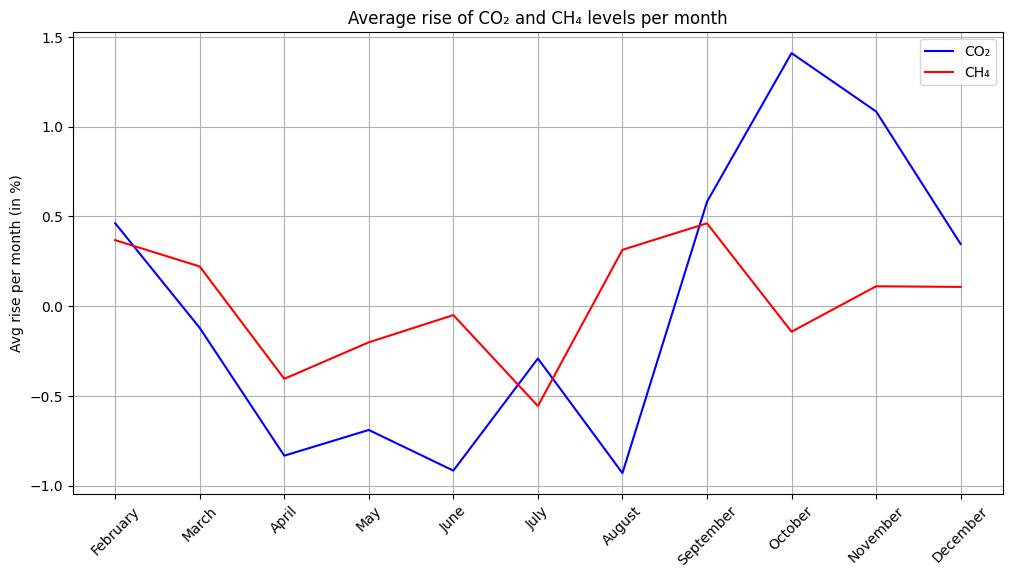 Average rise of CO₂ and CH₄ levels per month
CO₂
CH₄
Avg rise per month (in %)
1.5
1.0
0.5
0.0
−0.5
−1.0
February
March
April
May
June
July
August
September
October
November
December